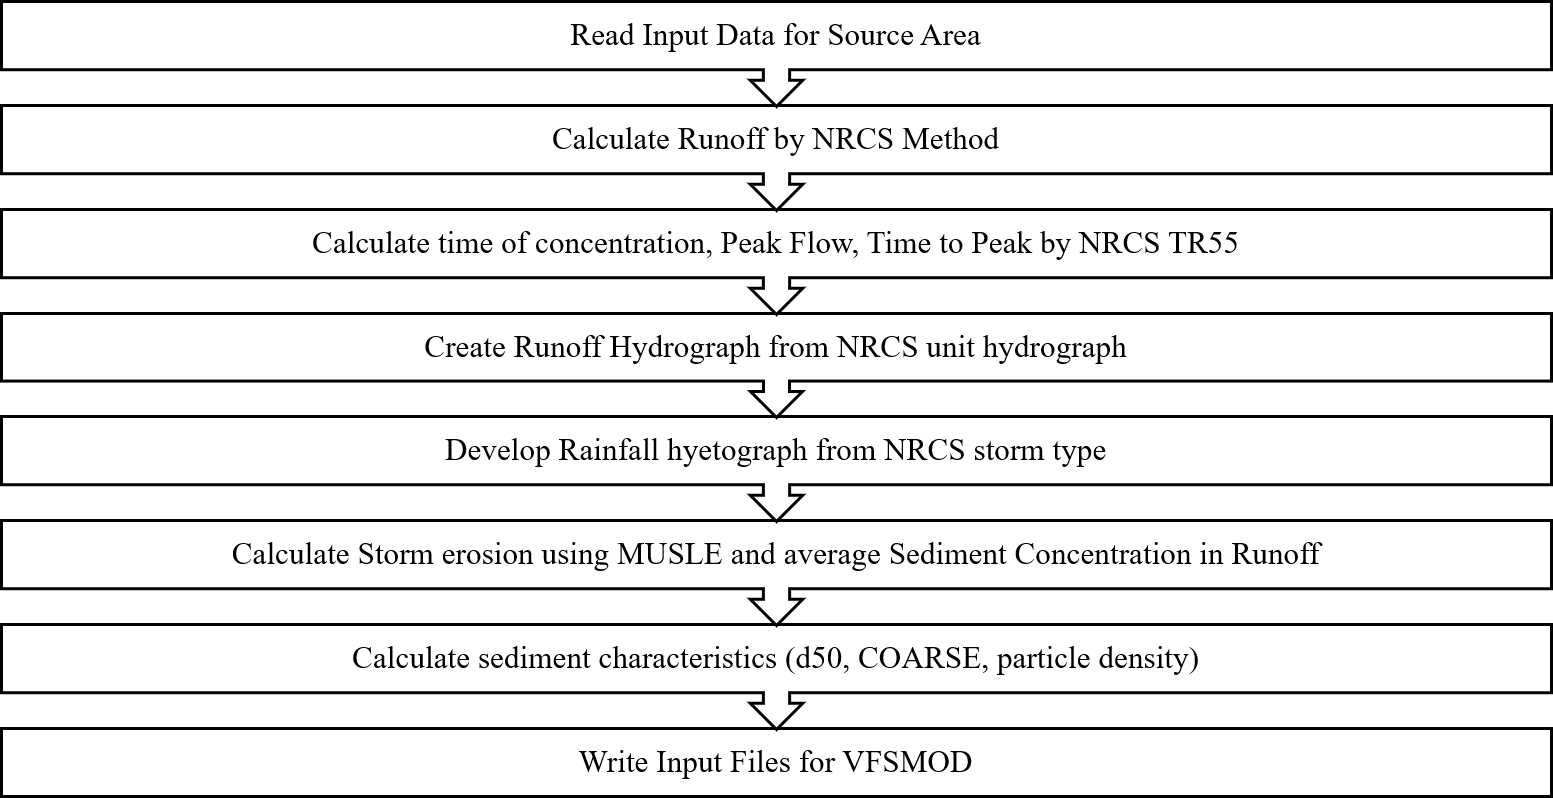 Read Input Data for Source Area
Calculate Runoff by NRCS Method
Calculate time of concentration, Peak Flow, Time to Peak by NRCS TR55
Create Runoff Hydrograph from NRCS unit hydrograph
Develop Rainfall hyetograph from NRCS storm type
Calculate Storm erosion using MUSLE and average Sediment Concentration in Runoff
Calculate sediment characteristics (d50, COARSE, particle density)
Write Input Files for VFSMOD